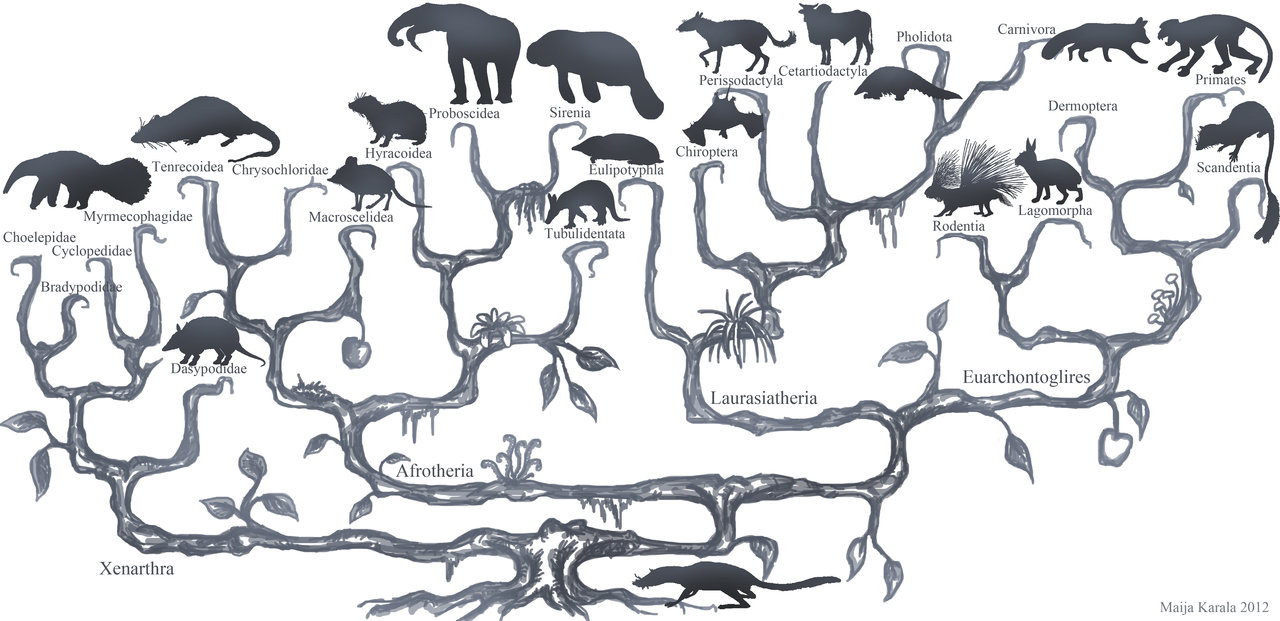 Proboscidea
Sirenia
Perissodactyla
Cetartiodactyla
Pholidota
Carnivora
Primates
Dermoptera
Tenrecoidea
Chrysochloridae
Hyracoidea
Eulipotyphla
Chiroptera
Scandentia
Myrmecophagidae
Macroscelidea
Tubulidentata
Rodentia
Lagomorpha
Choelepidae
Cyclopedidae
Bradypodidae
Dasypodidae
Laurasiatheria
Euarchontoglires
Afrotheria
Xenarthra
Maija Karala 2012